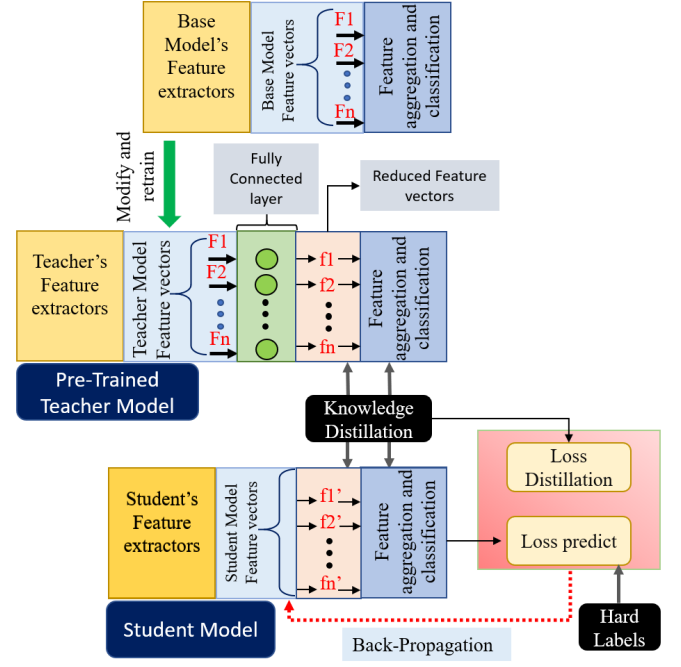 Base
Model's
Feature
extractors
Base Model
Feature vectors
F1
F2
Fn
Feature
aggregation and
classification
Modify and
retrain
Fully
Connected
layer
Reduced Feature
vectors
Teacher's
Feature
extractors
Teacher Model
Feature vectors
F1
F2
Fn
f1
f2
fn
Feature
aggregation and
classification
Pre-Trained
Teacher Model
Knowledge
Distillation
Loss
Distillation
Student's
Feature
extractors
Student Model
Feature vectors
f1'
f2'
fn'
Feature
aggregation and
classification
Loss predict
Student Model
Back-Propagation
Hard
Labels